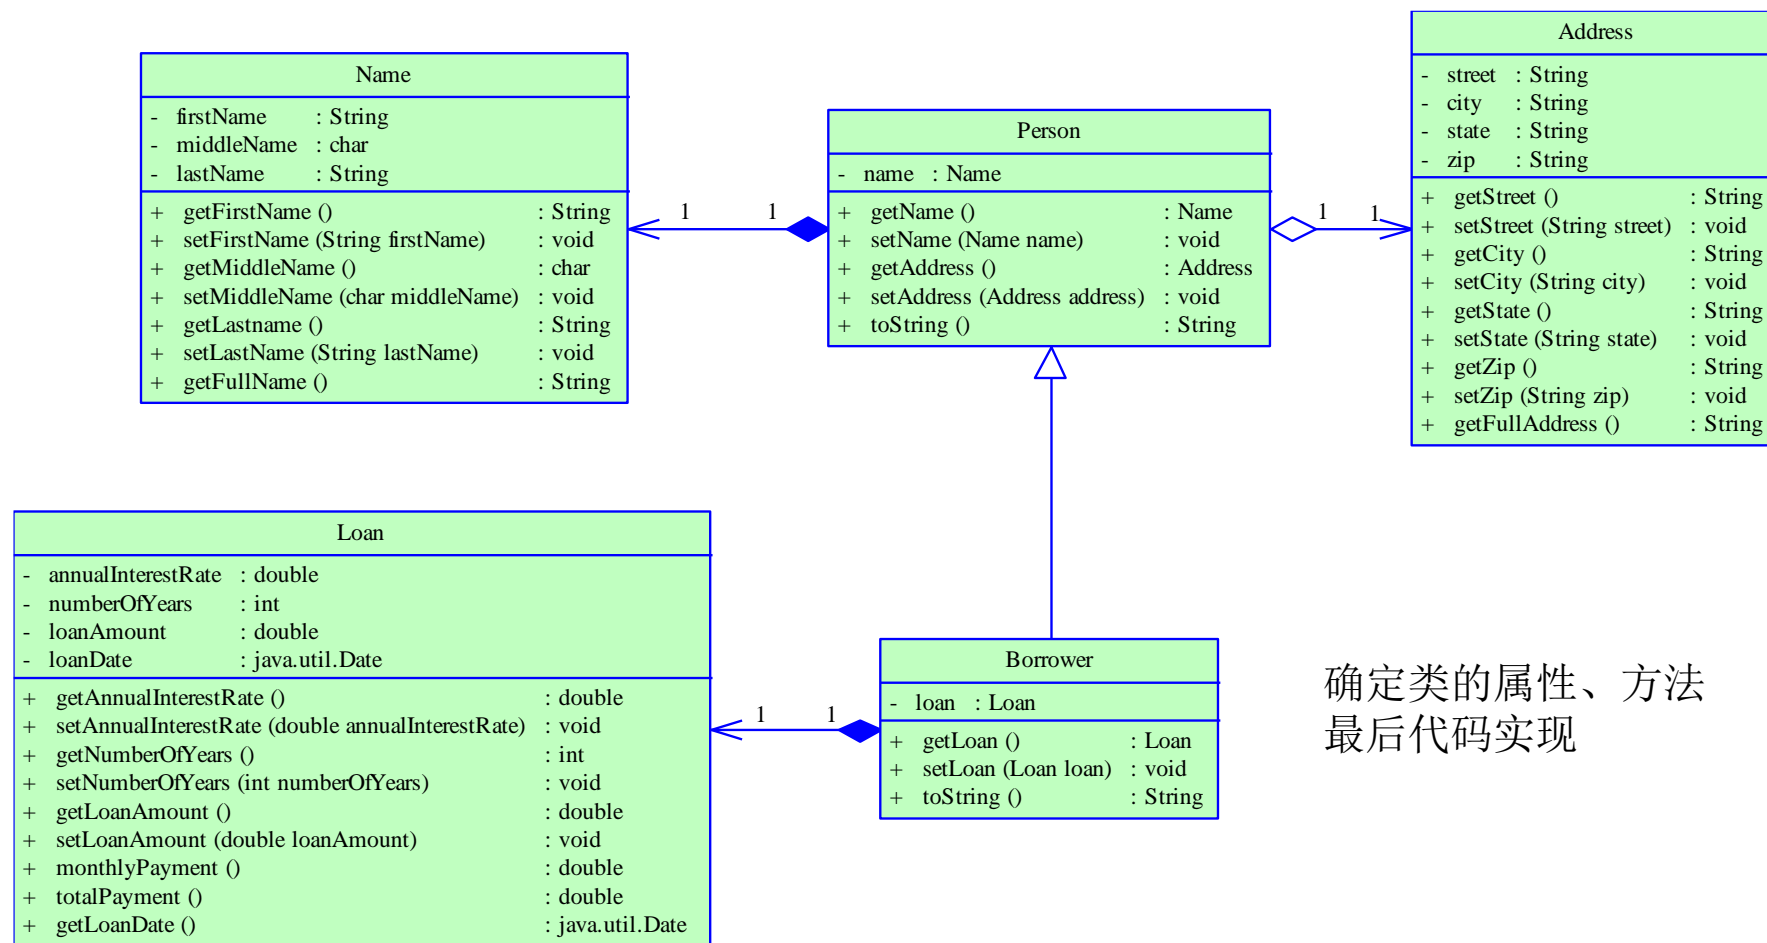 Name
- firstName : String
- middleName : char
- lastName : String
+ getFirstName () : String
+ setFirstName (String firstName) : void
+ getMiddleName () : char
+ setMiddleName (char middleName) : void
+ getLastname () : String
+ setLastName (String lastName) : void
+ getFullName () : String
1 1
Person
- name : Name
+ getName () : Name
+ setName (Name name) : void
+ getAddress () : Address
+ setAddress (Address address) : void
+ toString () : String
1 1
Address
- street : String
- city : String
- state : String
- zip : String
+ getStreet () : String
+ setStreet (String street) : void
+ getCity () : String
+ setCity (String city) : void
+ getState () : String
+ setState (String state) : void
+ getZip () : String
+ setZip (String zip) : void
+ getFullAddress () : String
Loan
- annualInterestRate : double
- numberOfYears : int
- loanAmount : double
- loanDate : java.util.Date
+ getAnnualInterestRate () : double
+ setAnnualInterestRate (double annualInterestRate) : void
+ getNumberOfYears () : int
+ setNumberOfYears (int numberOfYears) : void
+ getLoanAmount () : double
+ setLoanAmount (double loanAmount) : void
+ monthlyPayment () : double
+ totalPayment () : double
+ getLoanDate () : java.util.Date
1 1
Borrower
- loan : Loan
+ getLoan () : Loan
+ setLoan (Loan loan) : void
+ toString () : String
确定类的属性、方法
最后代码实现